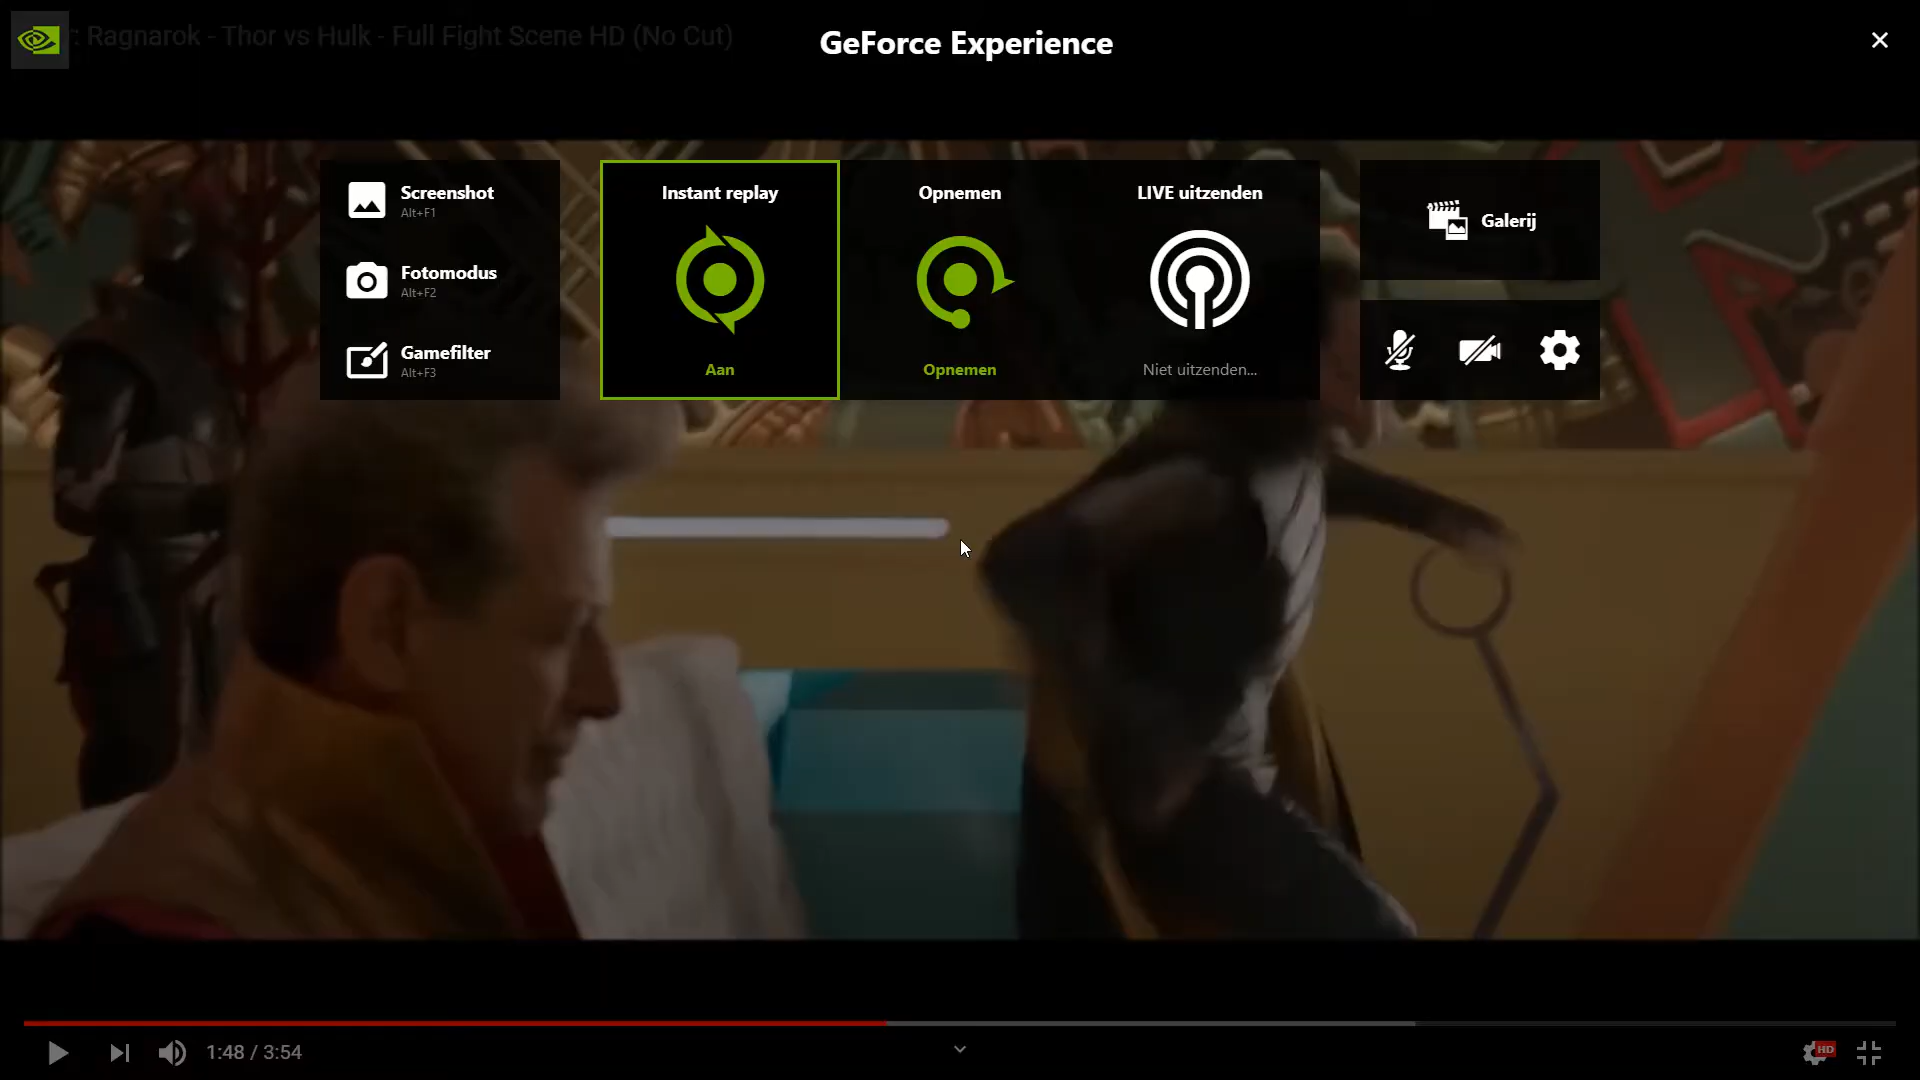 r: Ragnarok - Thor vs Hulk - Full Fight Scene HD (No Cut)
GeForce Experience
Screenshot
Alt+F1
Fotomodus
Alt+F2
Gamefilter
Alt+F3
Instant replay
Aan
Opnemen
Opnemen
LIVE uitzenden
Niet uitzenden...
Galerij
1:48 / 3:54
HD